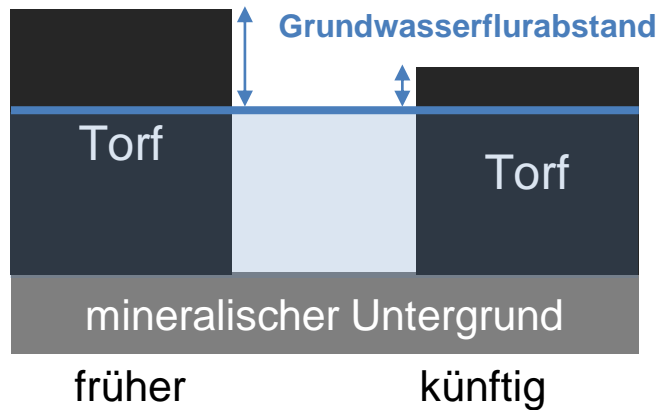 Grundwasserflurabstand
Torf
Torf
mineralischer Untergrund
früher
künftig